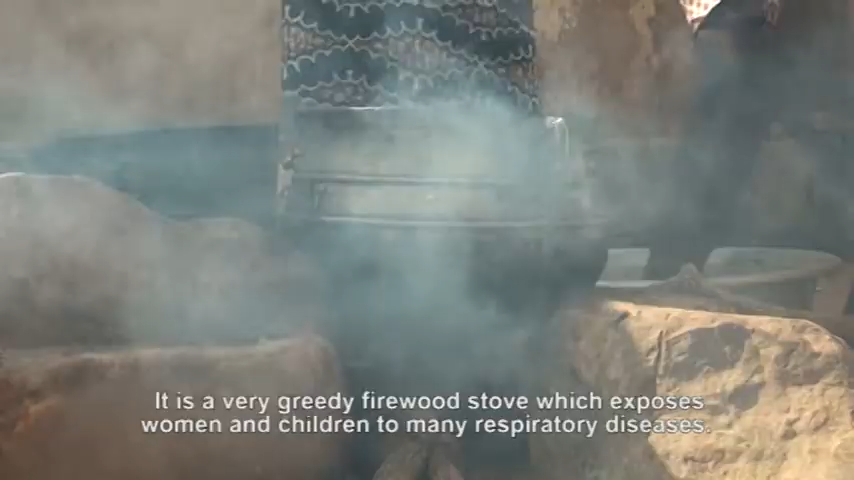 It is a very greedy firewood stove which exposes
women and children to many respiratory diseases.